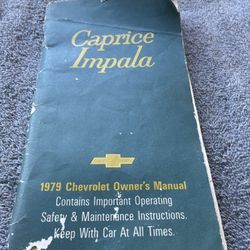 Caprice
Impala
1979 Chevrolet Owner's Manual
Contains Important Operating
Safety & Maintenance Instructions.
Keep With Car At All Times.